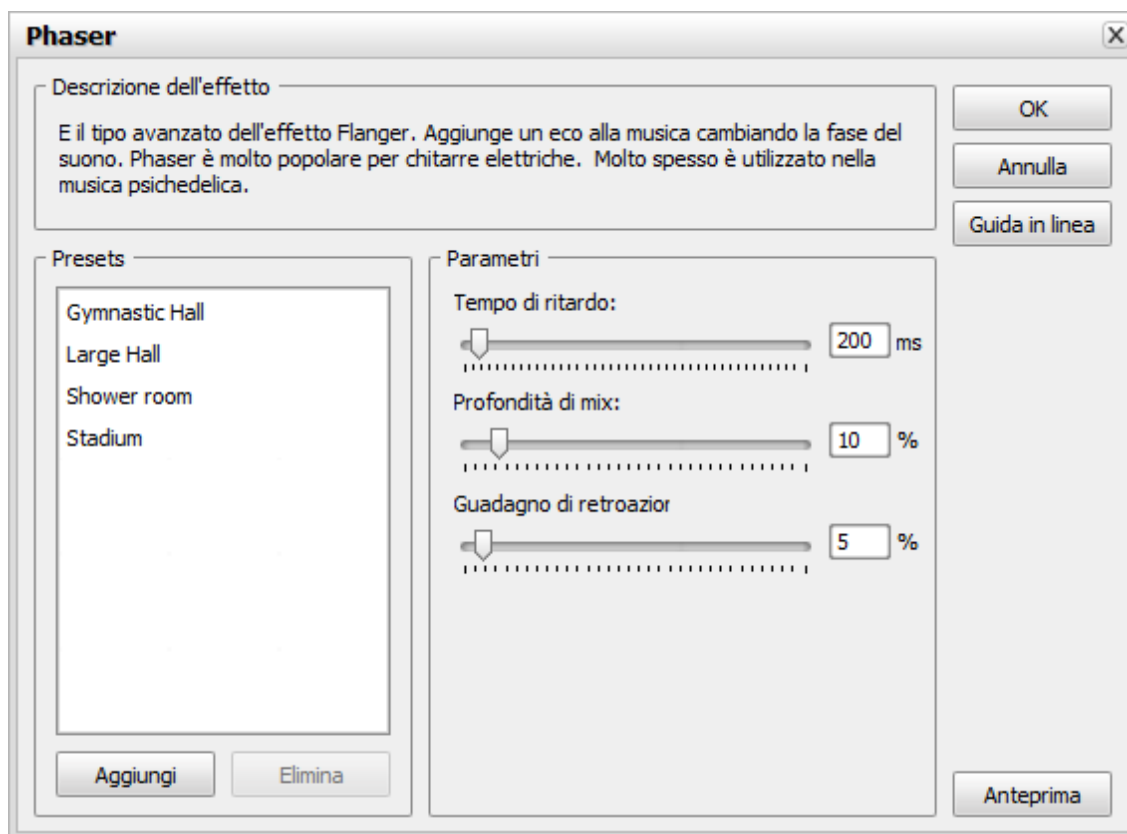 Phaser
Descrizione dell'effetto
E il tipo avanzato dell'effetto Flanger. Aggiunge un eco alla musica cambiando la fase del
suono. Phaser è molto popolare per chitarre elettriche.  Molto spesso è utilizzato nella
musica psichedelica.
OK
Annulla
Guida in linea
Presets
Gymnastic Hall
Large Hall
Shower room
Stadium
Aggiungi
Elimina
Parametri
Tempo di ritardo:
200 ms
Profondità di mix:
10 %
Guadagno di retroazior
5 %
Anteprima